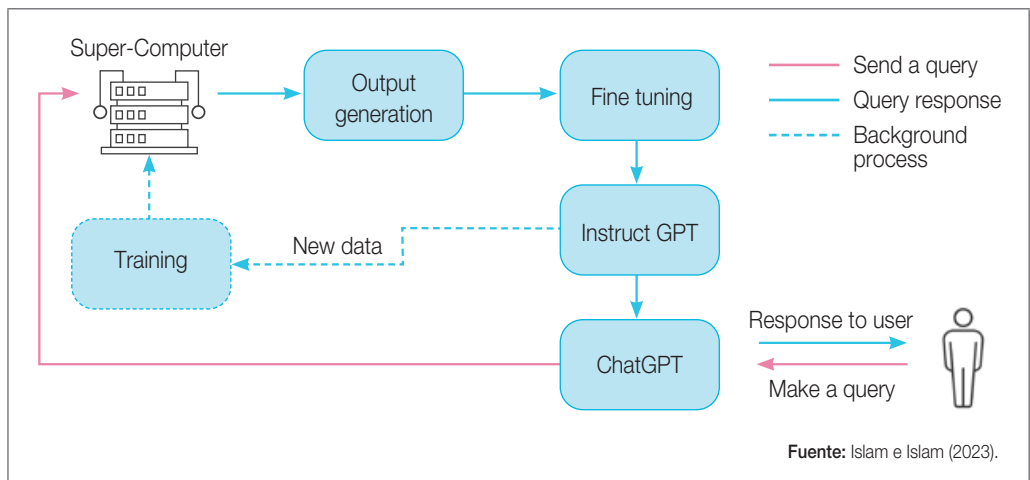 Super-Computer
Output
generation
Fine tuning
Send a query
Query response
Background
process
Training
New data
Instruct GPT
ChatGPT
Response to user
Make a query
Fuente: Islam e Islam (2023).